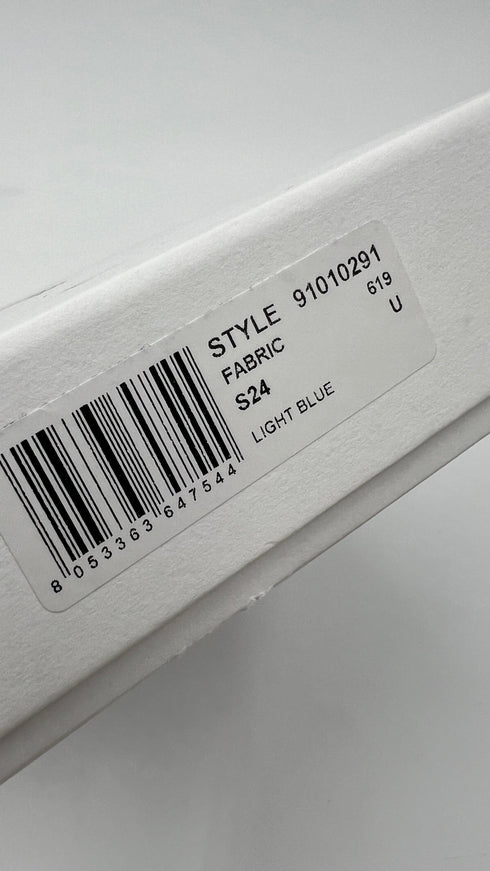 STYLE 91010291
FABRIC 619
S24 U
LIGHT BLUE
8 053363 647544